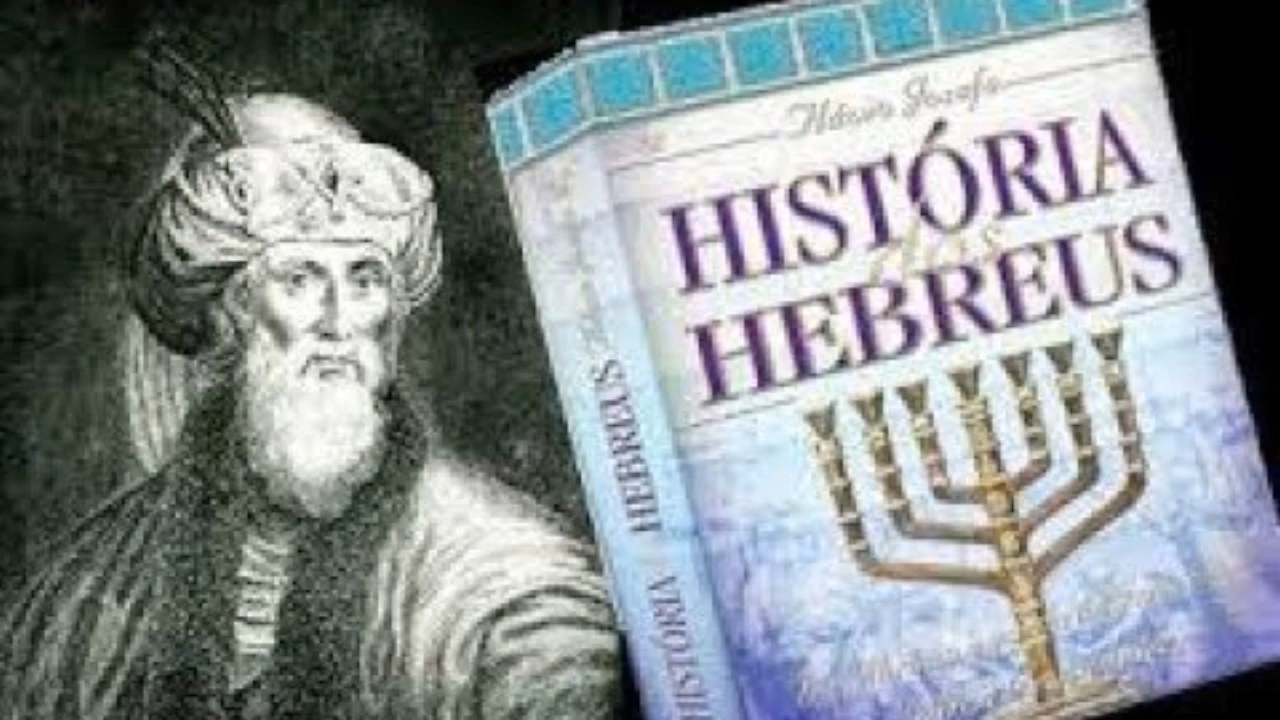 Flávio Josefo
HISTÓRIA
dos
HEBREUS
HISTÓRIA HEBREUS